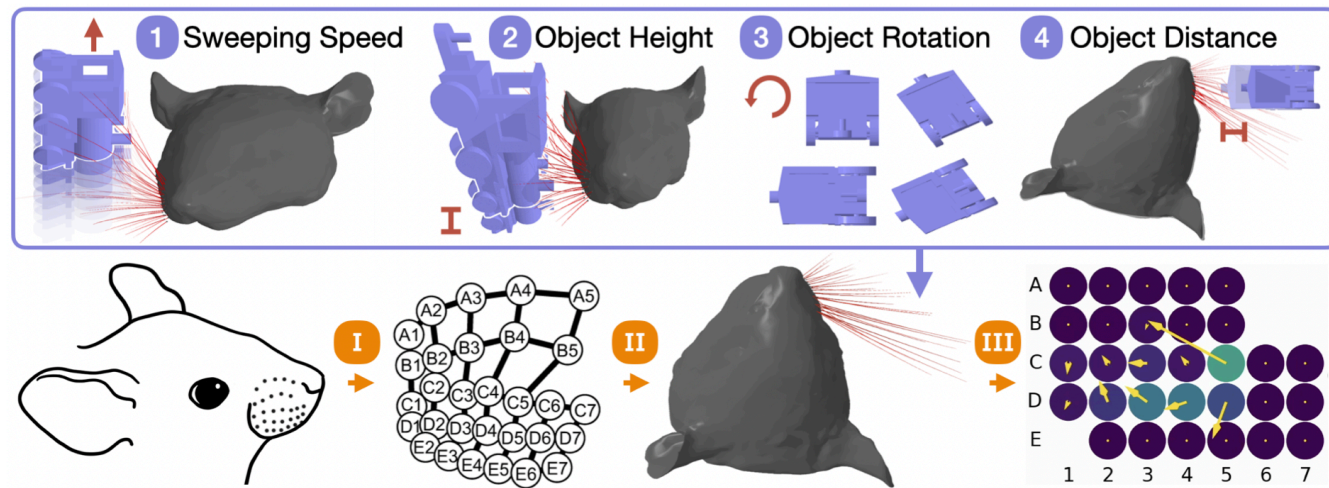 1 Sweeping Speed
2 Object Height
3 Object Rotation
4 Object Distance
I
A1 A2 A3 A4 A5
B1 B2 B3 B4 B5
C1 C2 C3 C4 C5 C6 C7
D1 D2 D3 D4 D5 D6 D7
E2 E3 E4 E5 E6 E7
II
III
A
B
C
D
E
1 2 3 4 5 6 7